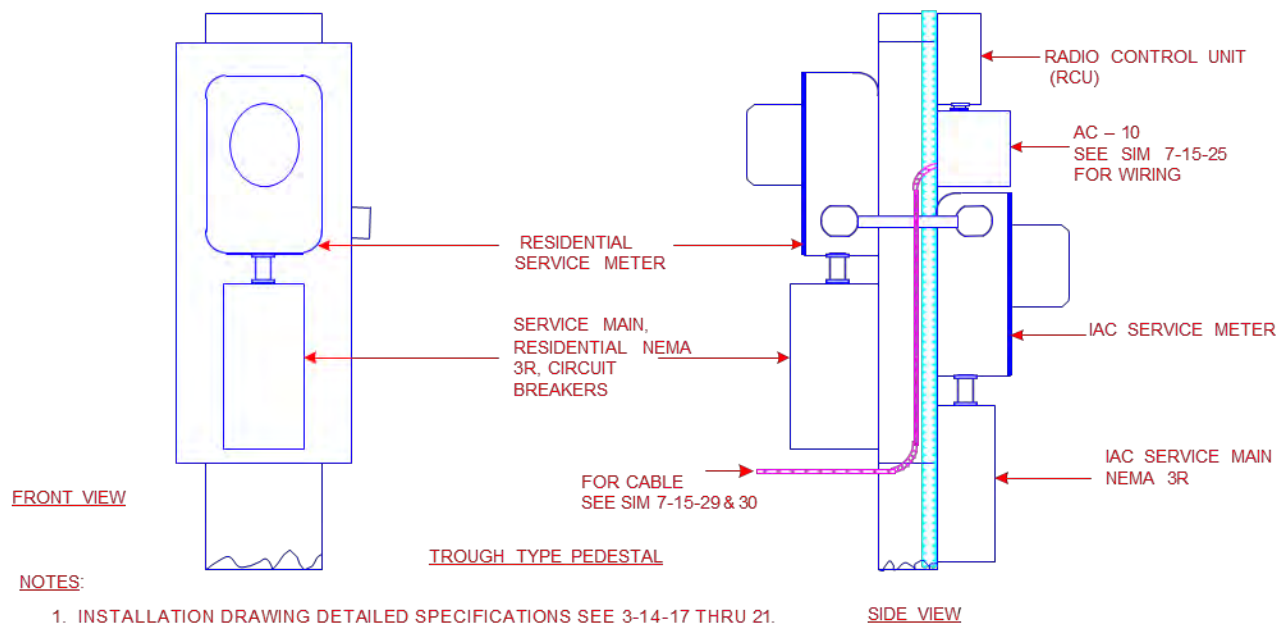 RADIO CONTROL UNIT
(RCU)
AC – 10
SEE SIM 7-15-25
FOR WIRING
RESIDENTIAL
SERVICE METER
SERVICE MAIN,
RESIDENTIAL NEMA
3R, CIRCUIT
BREAKERS
IAC SERVICE METER
IAC SERVICE MAIN
NEMA 3R
FOR CABLE
SEE SIM 7-15-29 & 30
FRONT VIEW
TROUGH TYPE PEDESTAL
NOTES:
1. INSTALLATION DRAWING DETAILED SPECIFICATIONS SEE 3-14-17 THRU 21.
SIDE VIEW